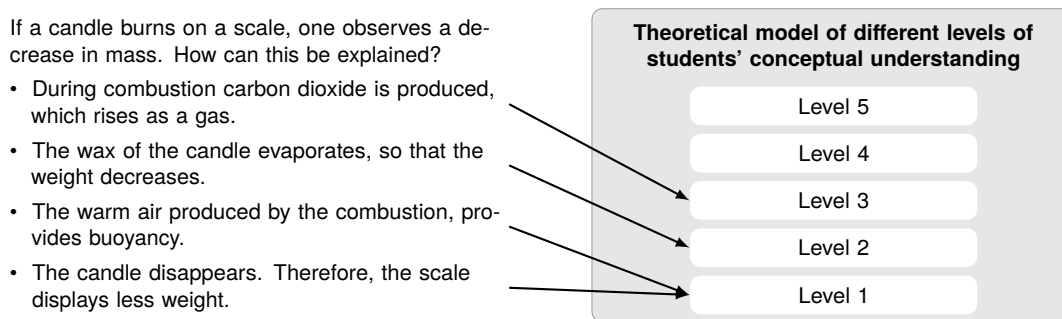 If a candle burns on a scale, one observes a de-
crease in mass. How can this be explained?
• During combustion carbon dioxide is produced,
which rises as a gas.
• The wax of the candle evaporates, so that the
weight decreases.
• The warm air produced by the combustion, pro-
vides buoyancy.
• The candle disappears. Therefore, the scale
displays less weight.
Theoretical model of different levels of
students’ conceptual understanding
Level 5
Level 4
Level 3
Level 2
Level 1